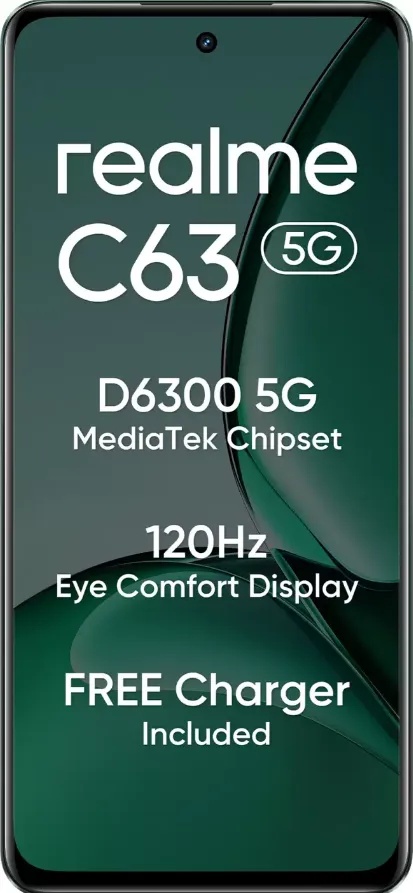 realme
C63 5G
D6300 5G
MediaTek Chipset
120Hz
Eye Comfort Display
FREE Charger
Included